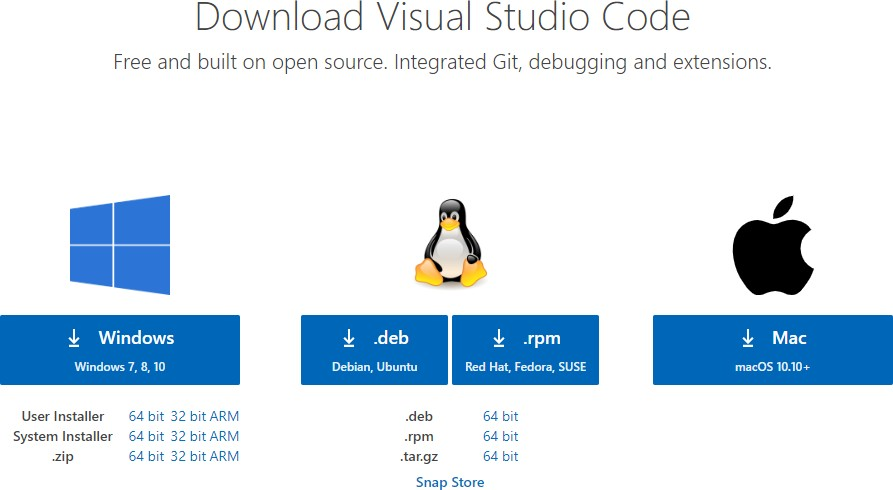 Download Visual Studio Code
Free and built on open source. Integrated Git, debugging and extensions.
Windows
Windows 7, 8, 10
User Installer 64 bit 32 bit ARM
System Installer 64 bit 32 bit ARM
.zip 64 bit 32 bit ARM
.deb
Debian, Ubuntu
.rpm
Red Hat, Fedora, SUSE
.deb 64 bit
.rpm 64 bit
.tar.gz 64 bit
Snap Store
Mac
macOS 10.10+